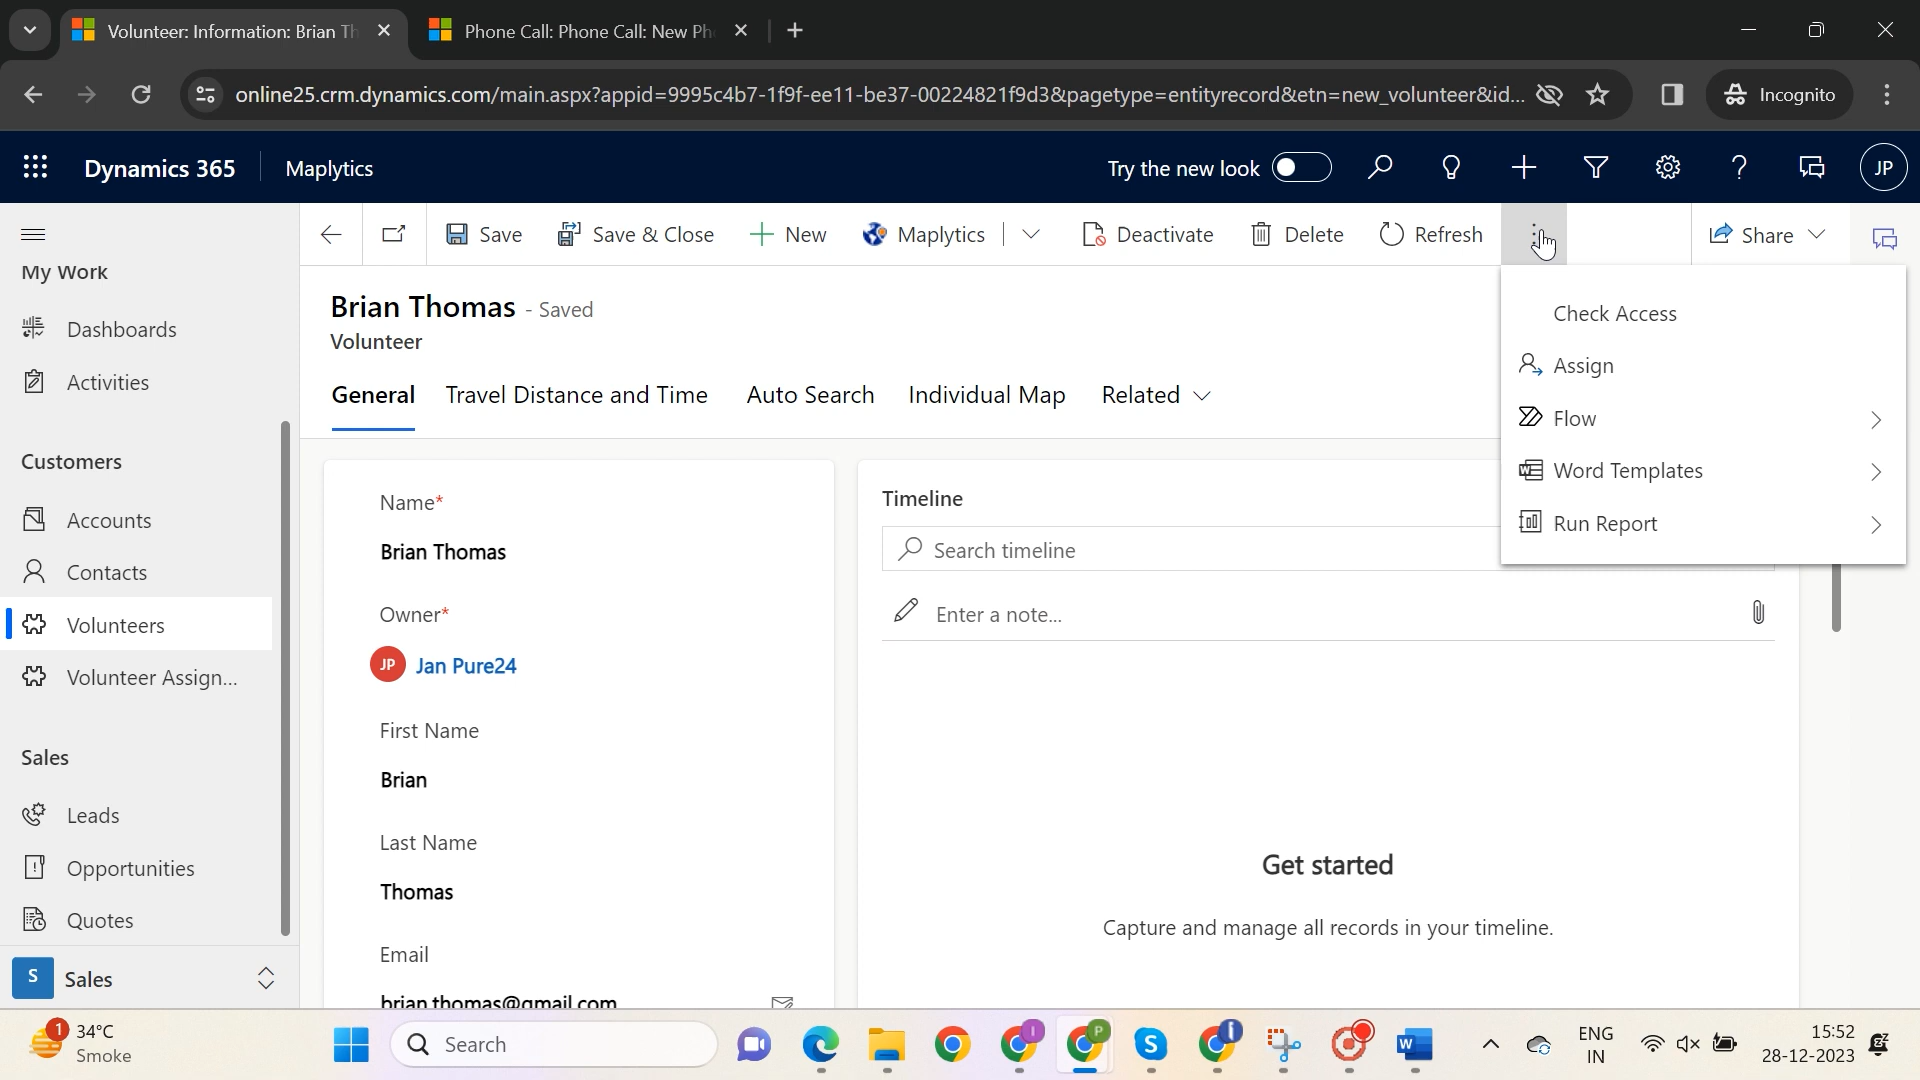 Volunteer: Information: Brian Th
Phone Call: Phone Call: New Ph
online25.crm.dynamics.com/main.aspx?appid=9995c4b7-1f9f-ee11-be37-00224821f9d3&pagetype=entityrecord&etn=new_volunteer&id...
Incognito
Dynamics 365
Maplytics
Try the new look
JP
Save
Save & Close
New
Maplytics
Deactivate
Delete
Refresh
Share
My Work
Dashboards
Activities
Customers
Accounts
Contacts
Volunteers
Volunteer Assign...
Sales
Leads
Opportunities
Quotes
S Sales
Brian Thomas - Saved
Volunteer
General
Travel Distance and Time
Auto Search
Individual Map
Related
Check Access
Assign
Flow
Word Templates
Run Report
Name*
Brian Thomas
Owner*
JP Jan Pure24
First Name
Brian
Last Name
Thomas
Email
brian.thomas@gmail.com
Timeline
Search timeline
Enter a note...
Get started
Capture and manage all records in your timeline.
1
34°C
Smoke
Search
I
P
S
i
W
ENG
IN
15:52
28-12-2023